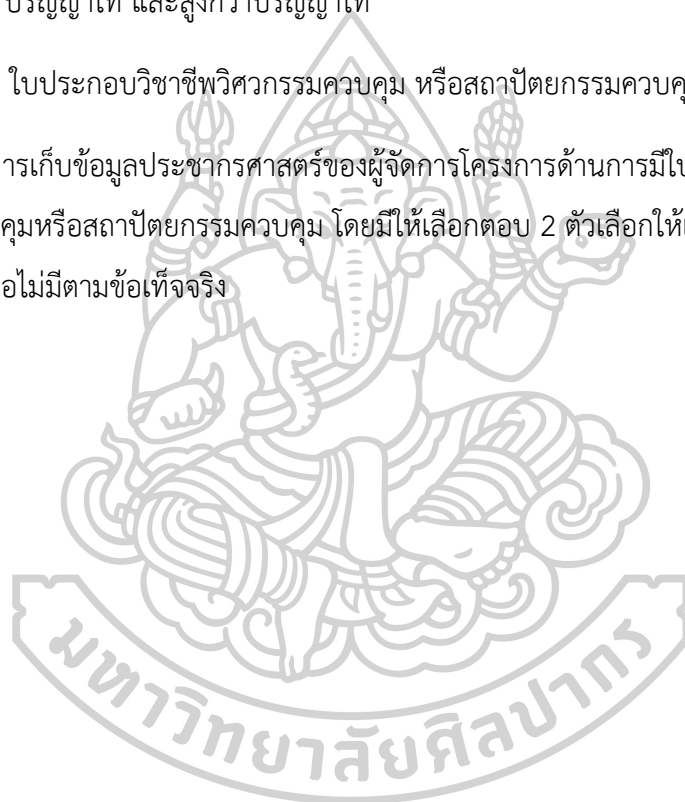 ปริญญาโท และสูงกว่าปริญญาโท
ใบประกอบวิชาชีพวิศวกรรมควบคุม หรือสถาปัตยกรรมควบคุ
ารเก็บข้อมูลประชากรศาสตร์ของผู้จัดการโครงการด้านการมีใบ
คุมหรือสถาปัตยกรรมควบคุม โดยมีให้เลือกตอบ 2 ตัวเลือกให้
อไม่มีตามข้อเท็จจริง
มหาวิทยาลัยศิลปากร